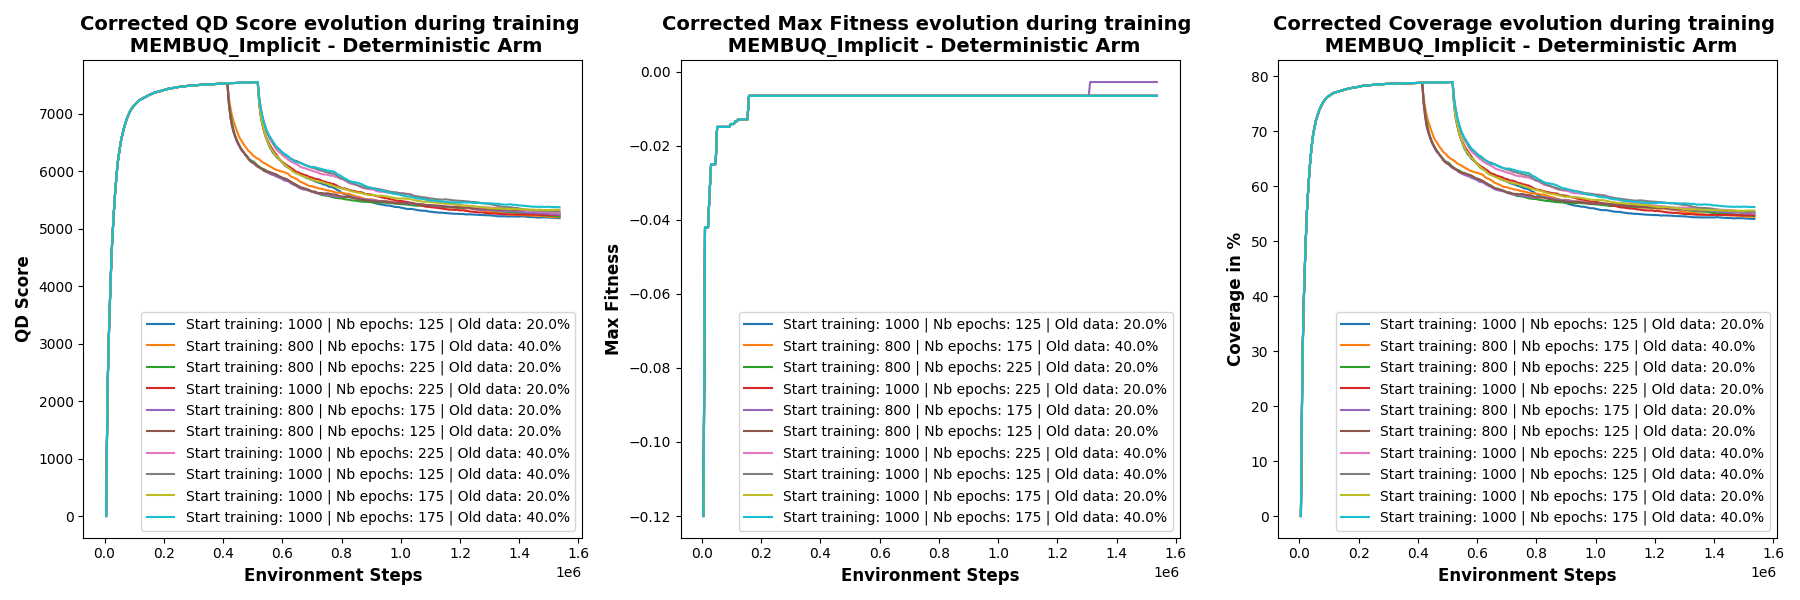 Corrected QD Score evolution during training
MEMBUQ_Implicit - Deterministic Arm
QD Score
7000
6000
5000
4000
3000
2000
1000
0
Start training: 1000 | Nb epochs: 125 | Old data: 20.0%
Start training: 800 | Nb epochs: 175 | Old data: 40.0%
Start training: 800 | Nb epochs: 225 | Old data: 20.0%
Start training: 1000 | Nb epochs: 225 | Old data: 20.0%
Start training: 800 | Nb epochs: 175 | Old data: 20.0%
Start training: 800 | Nb epochs: 125 | Old data: 20.0%
Start training: 1000 | Nb epochs: 225 | Old data: 40.0%
Start training: 1000 | Nb epochs: 125 | Old data: 40.0%
Start training: 1000 | Nb epochs: 175 | Old data: 20.0%
Start training: 1000 | Nb epochs: 175 | Old data: 40.0%
0.0 0.2 0.4 0.6 0.8 1.0 1.2 1.4 1.6
1e6
Environment Steps
Corrected Max Fitness evolution during training
MEMBUQ_Implicit - Deterministic Arm
Max Fitness
0.00
−0.02
−0.04
−0.06
−0.08
−0.10
−0.12
Start training: 1000 | Nb epochs: 125 | Old data: 20.0%
Start training: 800 | Nb epochs: 175 | Old data: 40.0%
Start training: 800 | Nb epochs: 225 | Old data: 20.0%
Start training: 1000 | Nb epochs: 225 | Old data: 20.0%
Start training: 800 | Nb epochs: 175 | Old data: 20.0%
Start training: 800 | Nb epochs: 125 | Old data: 20.0%
Start training: 1000 | Nb epochs: 225 | Old data: 40.0%
Start training: 1000 | Nb epochs: 125 | Old data: 40.0%
Start training: 1000 | Nb epochs: 175 | Old data: 20.0%
Start training: 1000 | Nb epochs: 175 | Old data: 40.0%
0.0 0.2 0.4 0.6 0.8 1.0 1.2 1.4 1.6
1e6
Environment Steps
Corrected Coverage evolution during training
MEMBUQ_Implicit - Deterministic Arm
Coverage in %
80
70
60
50
40
30
20
10
0
Start training: 1000 | Nb epochs: 125 | Old data: 20.0%
Start training: 800 | Nb epochs: 175 | Old data: 40.0%
Start training: 800 | Nb epochs: 225 | Old data: 20.0%
Start training: 1000 | Nb epochs: 225 | Old data: 20.0%
Start training: 800 | Nb epochs: 175 | Old data: 20.0%
Start training: 800 | Nb epochs: 125 | Old data: 20.0%
Start training: 1000 | Nb epochs: 225 | Old data: 40.0%
Start training: 1000 | Nb epochs: 125 | Old data: 40.0%
Start training: 1000 | Nb epochs: 175 | Old data: 20.0%
Start training: 1000 | Nb epochs: 175 | Old data: 40.0%
0.0 0.2 0.4 0.6 0.8 1.0 1.2 1.4 1.6
1e6
Environment Steps